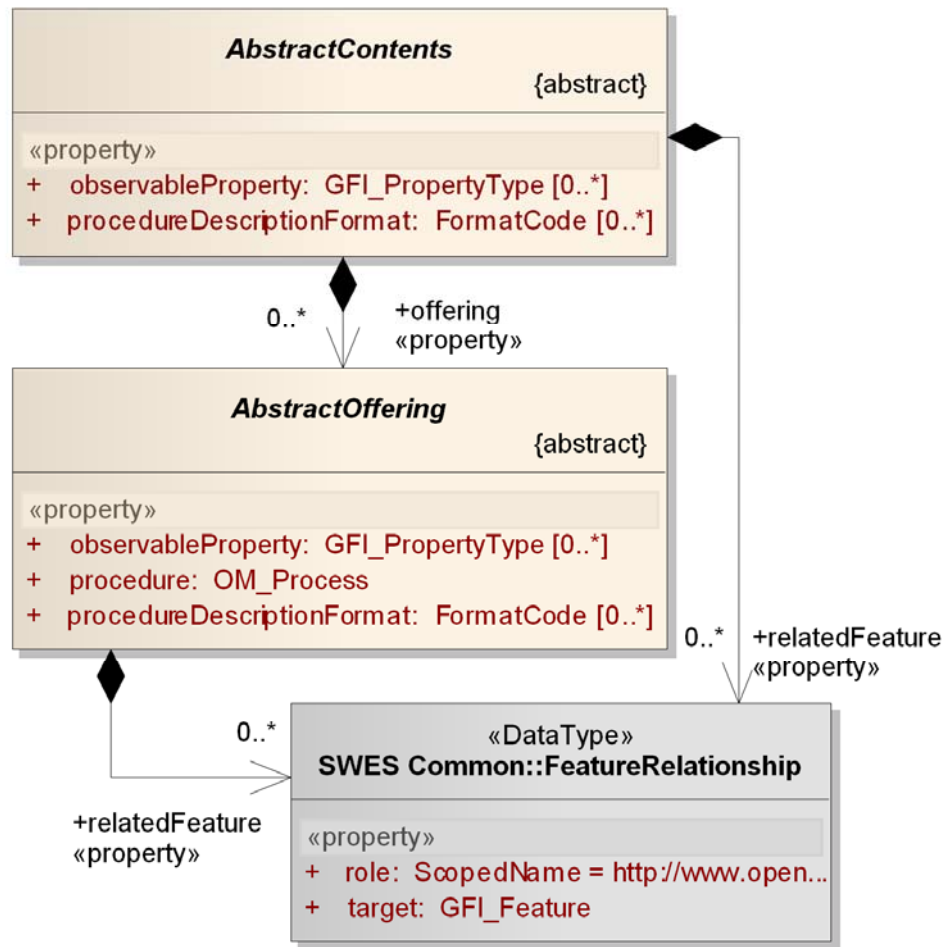 AbstractContents
{abstract}
«property»
+ observableProperty: GFI_PropertyType [0..*]
+ procedureDescriptionFormat: FormatCode [0..*]
0..*
+offering
«property»
AbstractOffering
{abstract}
«property»
+ observableProperty: GFI_PropertyType [0..*]
+ procedure: OM_Process
+ procedureDescriptionFormat: FormatCode [0..*]
0..*
+relatedFeature
«property»
0..*
+relatedFeature
«property»
«DataType»
SWES Common::FeatureRelationship
«property»
+ role: ScopedName = http://www.open...
+ target: GFI_Feature